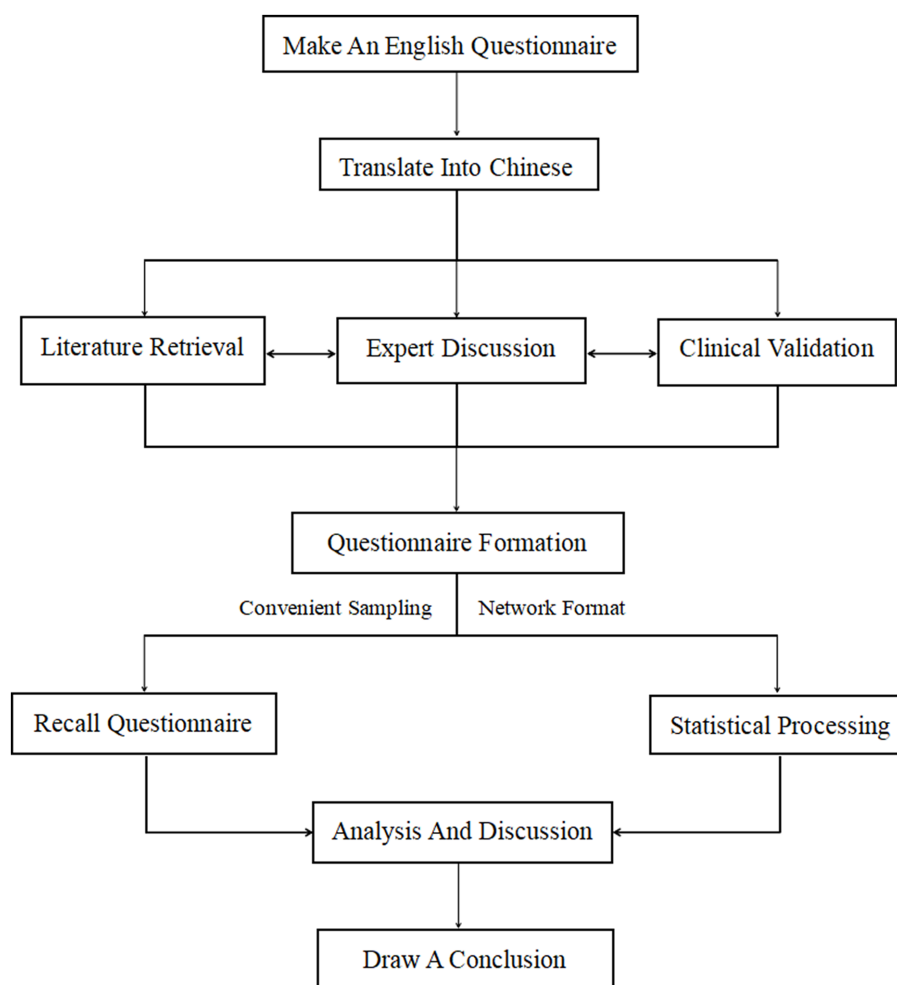 Make An English Questionnaire
Translate Into Chinese
Literature Retrieval
Expert Discussion
Clinical Validation
Questionnaire Formation
Convenient Sampling
Network Format
Recall Questionnaire
Statistical Processing
Analysis And Discussion
Draw A Conclusion